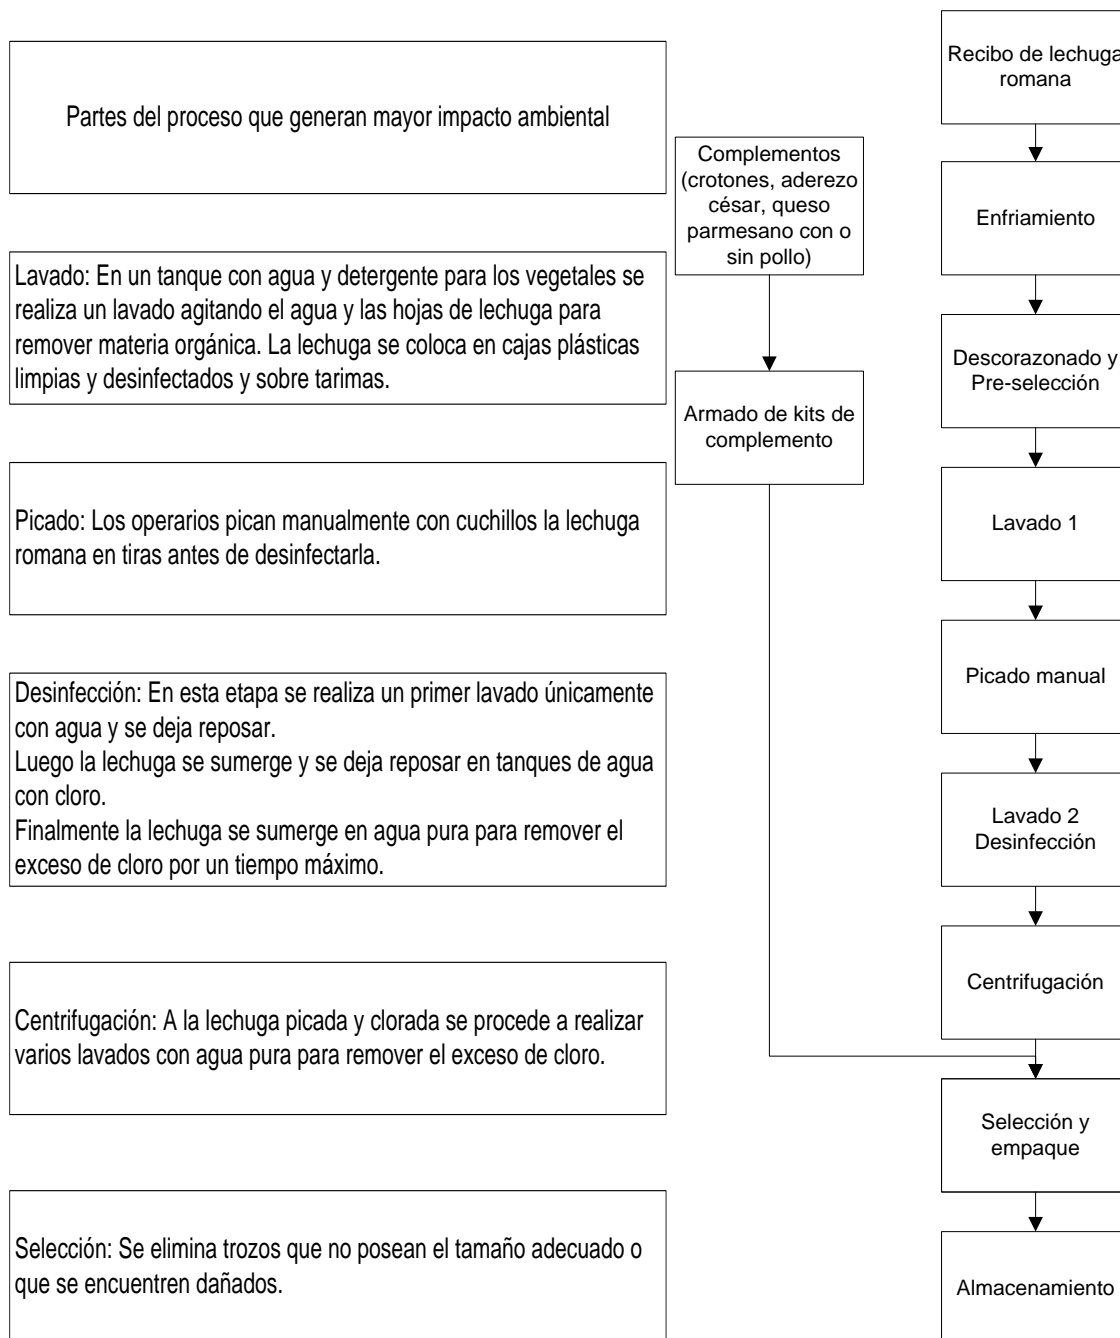 Partes del proceso que generan mayor impacto ambiental
Lavado: En un tanque con agua y detergente para los vegetales se
realiza un lavado agitando el agua y las hojas de lechuga para
remover materia orgánica. La lechuga se coloca en cajas plásticas
limpias y desinfectados y sobre tarimas.
Picado: Los operarios pican manualmente con cuchillos la lechuga
romana en tiras antes de desinfectarla.
Desinfección: En esta etapa se realiza un primer lavado únicamente
con agua y se deja reposar.
Luego la lechuga se sumerge y se deja reposar en tanques de agua
con cloro.
Finalmente la lechuga se sumerge en agua pura para remover el
exceso de cloro por un tiempo máximo.
Centrifugación: A la lechuga picada y clorada se procede a realizar
varios lavados con agua pura para remover el exceso de cloro.
Selección: Se elimina trozos que no posean el tamaño adecuado o
que se encuentren dañados.
Complementos
(crotones, aderezo
césar, queso
parmesano con o
sin pollo)
Armado de kits de
complemento
Recibo de lechuga
romana
Enfriamiento
Descorazonado y
Pre-selección
Lavado 1
Picado manual
Lavado 2
Desinfección
Centrifugación
Selección y
empaque
Almacenamiento